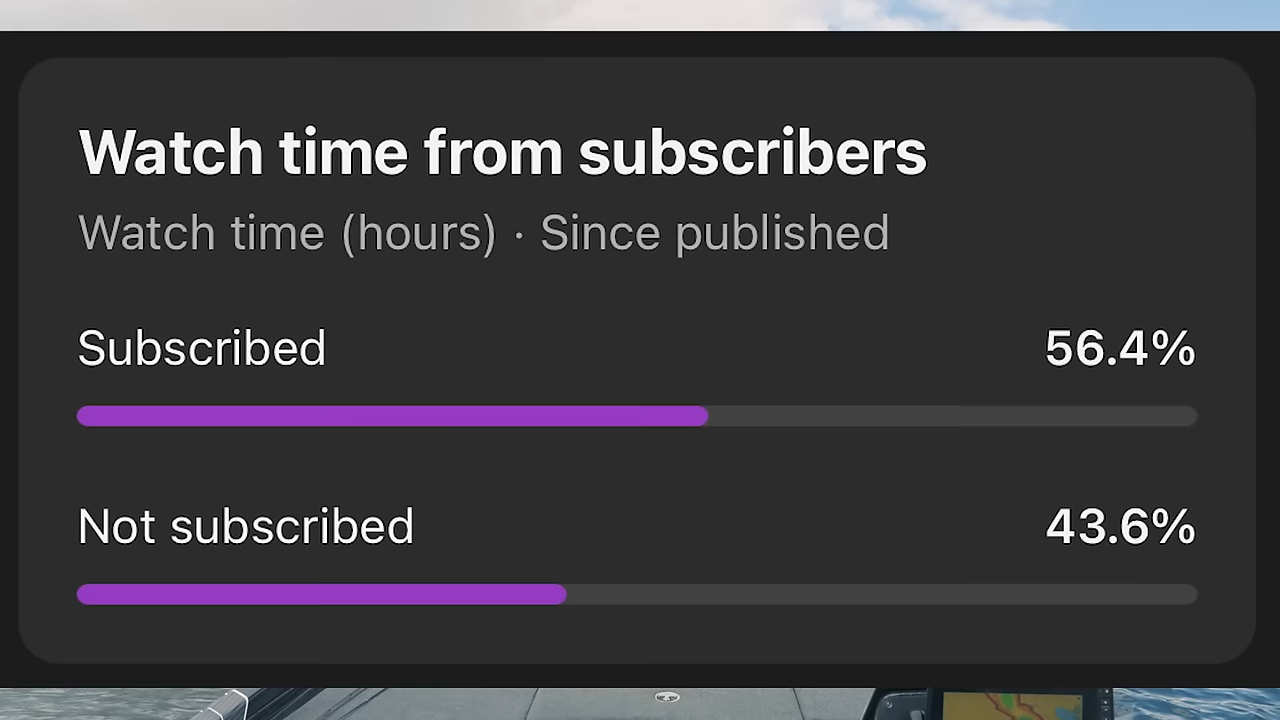 Watch time from subscribers
Watch time (hours) · Since published
Subscribed 56.4%
Not subscribed 43.6%